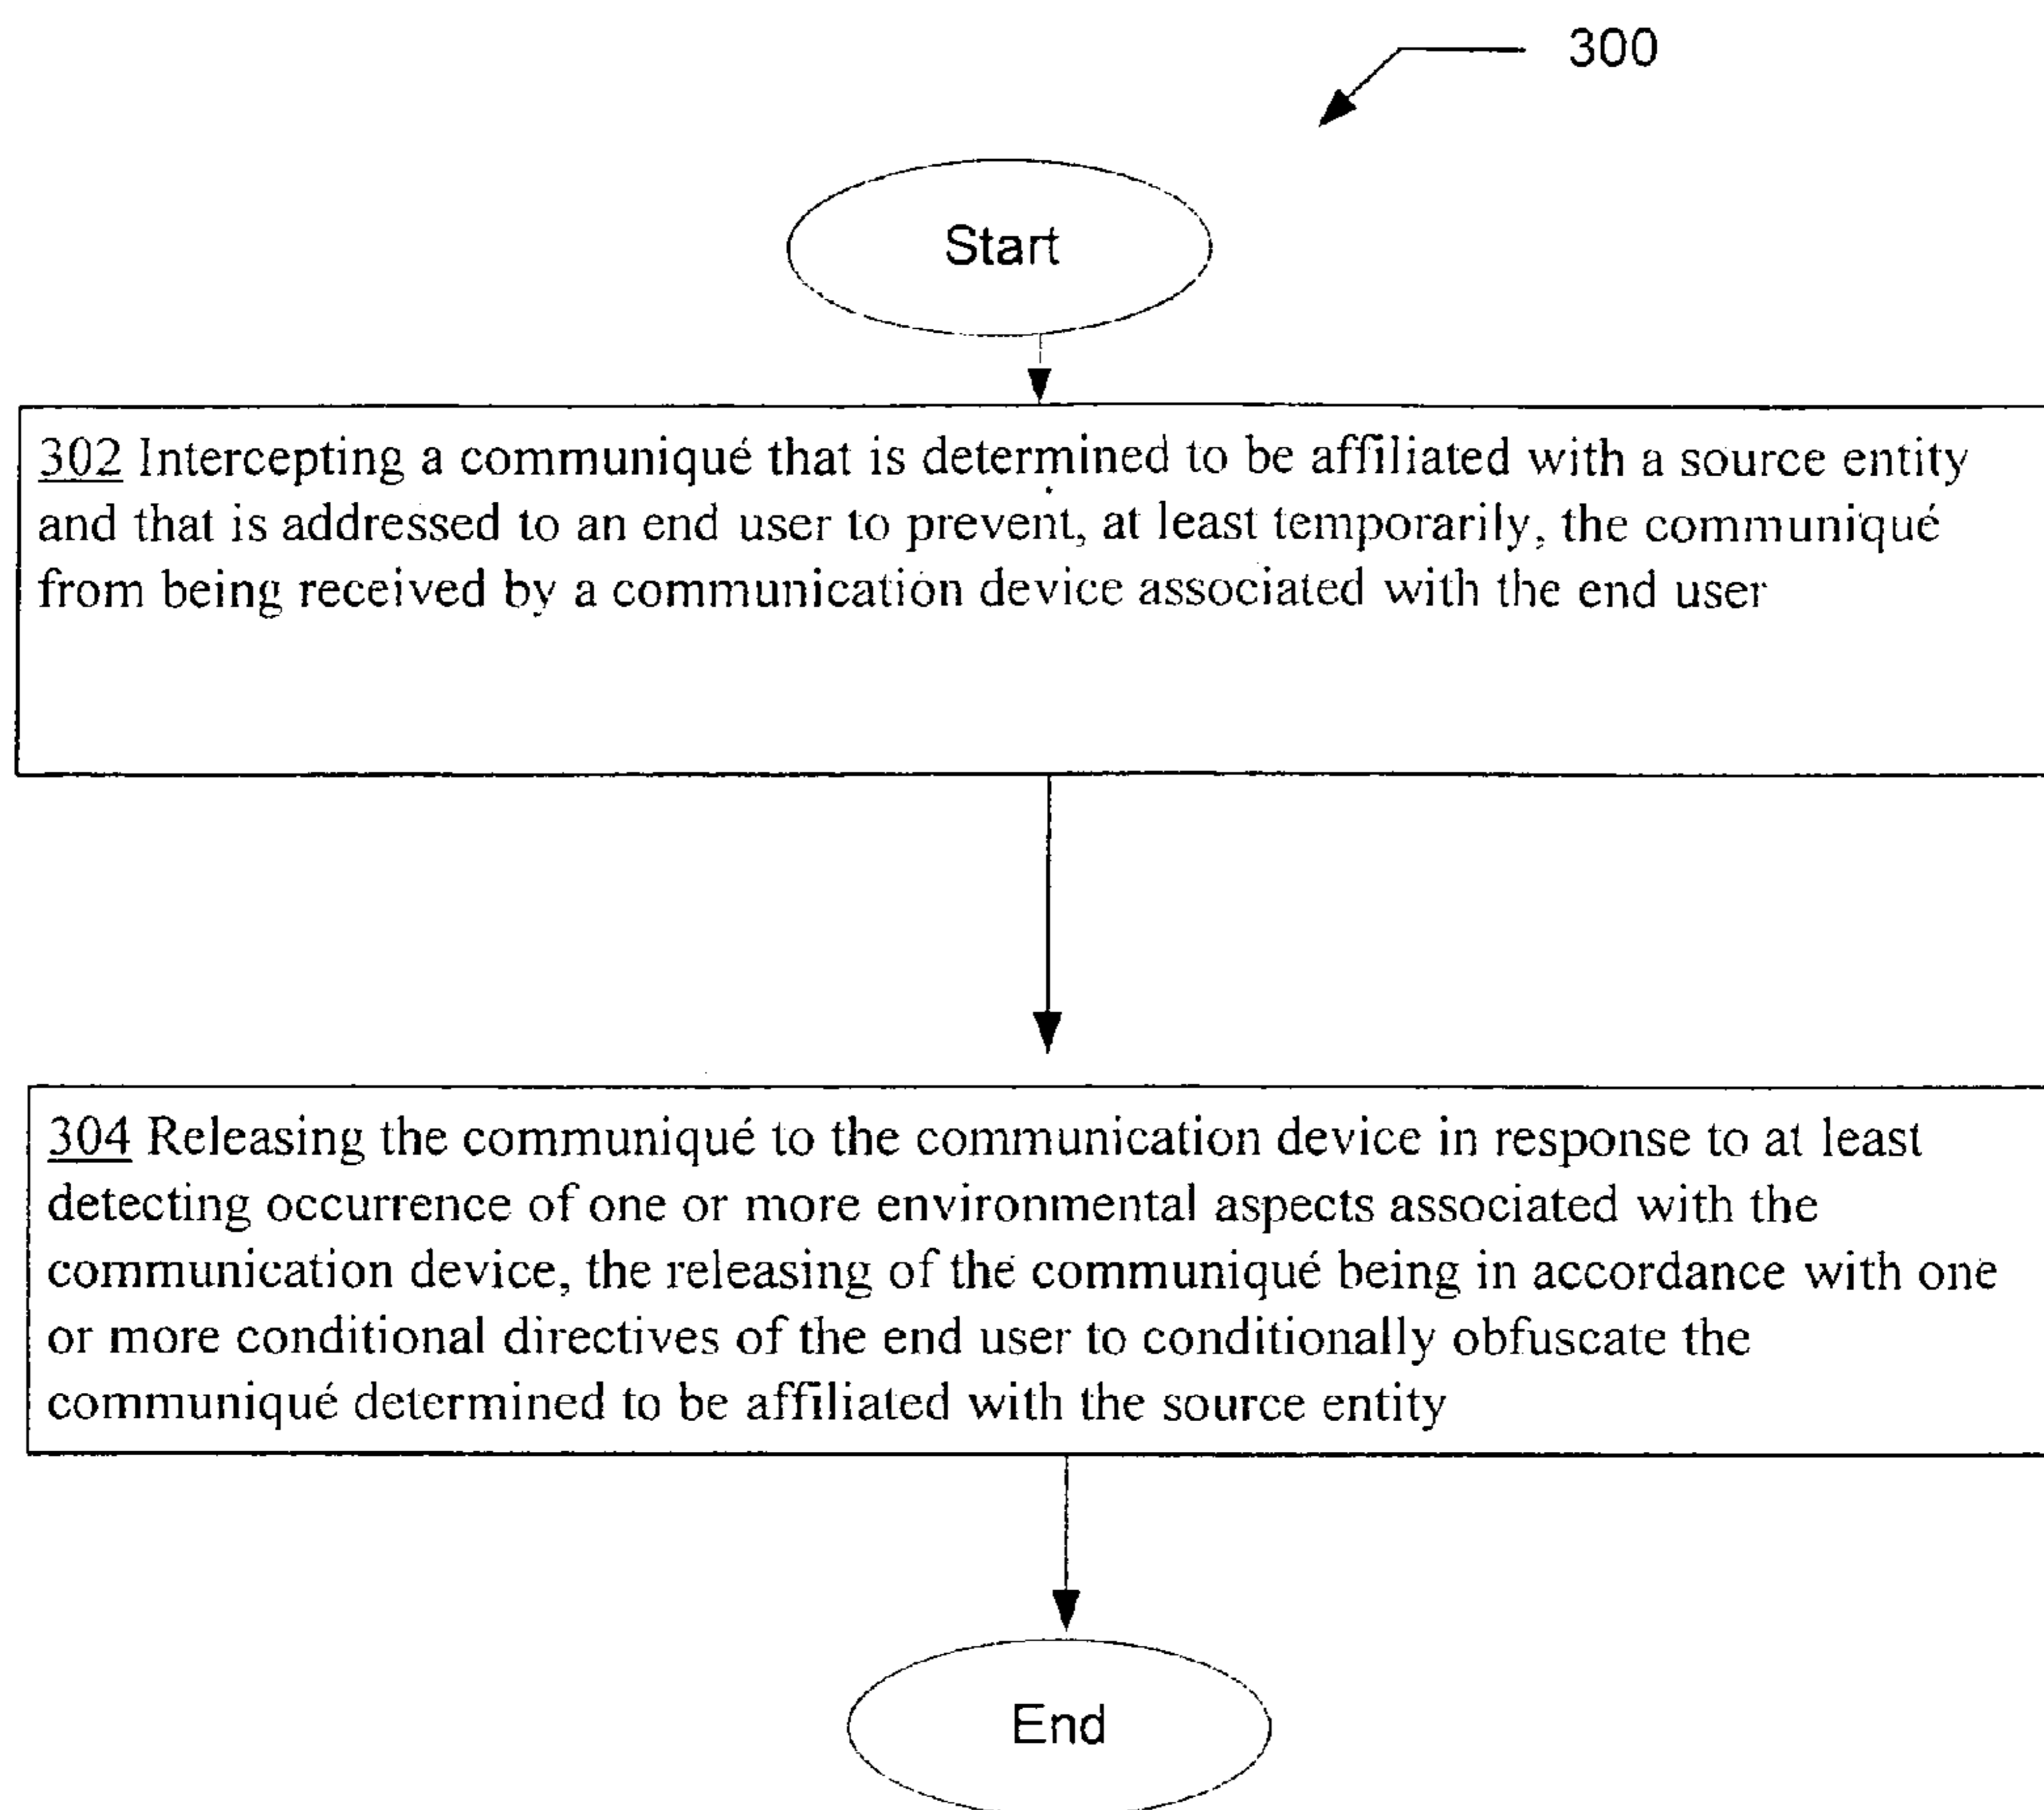 300
Start
302 Intercepting a communiqué that is determined to be affiliated with a source entity
and that is addressed to an end user to prevent, at least temporarily, the communiqué
from being received by a communication device associated with the end user
304 Releasing the communiqué to the communication device in response to at least
detecting occurrence of one or more environmental aspects associated with the
communication device, the releasing of the communiqué being in accordance with one
or more conditional directives of the end user to conditionally obfuscate the
communiqué determined to be affiliated with the source entity
End